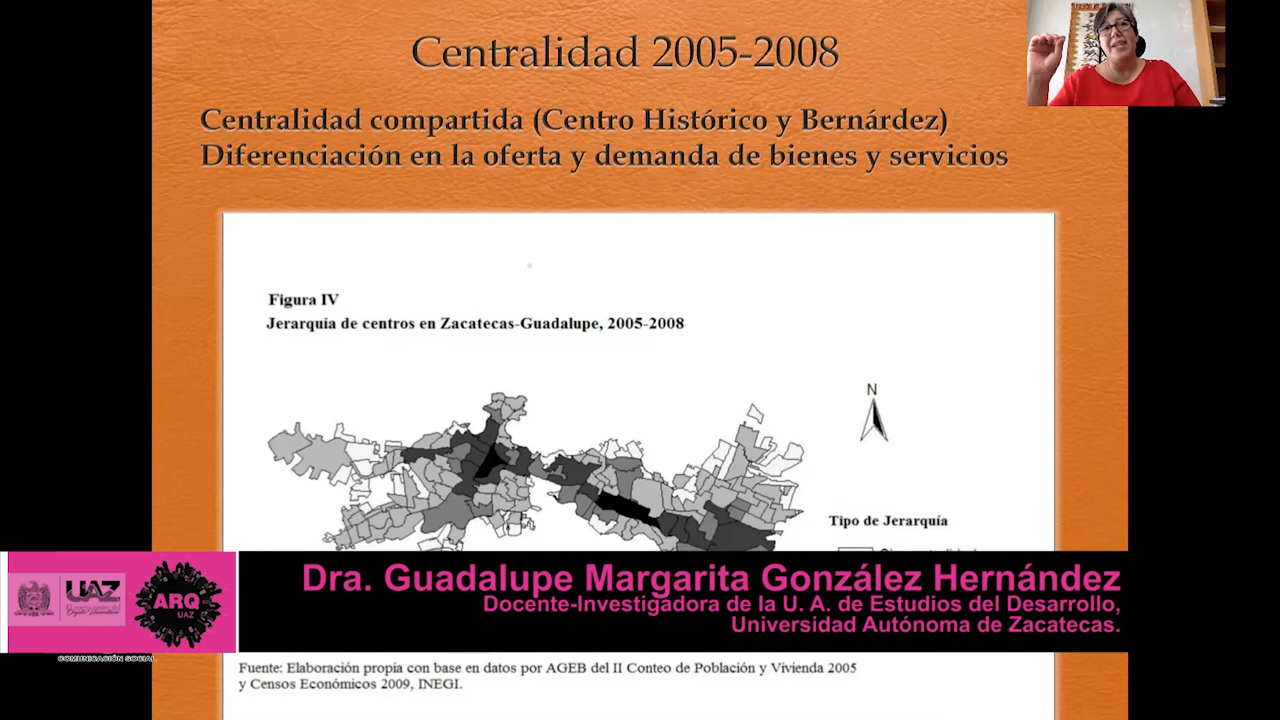 Centralidad 2005-2008
Centralidad compartida (Centro Histórico y Bernárdez)
Diferenciación en la oferta y demanda de bienes y servicios
Figura IV
Jerarquía de centros en Zacatecas-Guadalupe, 2005-2008
N
Tipo de Jerarquía
Dra. Guadalupe Margarita González Hernández
Docente-Investigadora de la U. A. de Estudios del Desarrollo,
Universidad Autónoma de Zacatecas.
UAZ
ARQ
UAZ
COMUNICACIÓN SOCIAL
Fuente: Elaboración propia con base en datos por AGEB del II Conteo de Población y Vivienda 2005
y Censos Económicos 2009, INEGI.